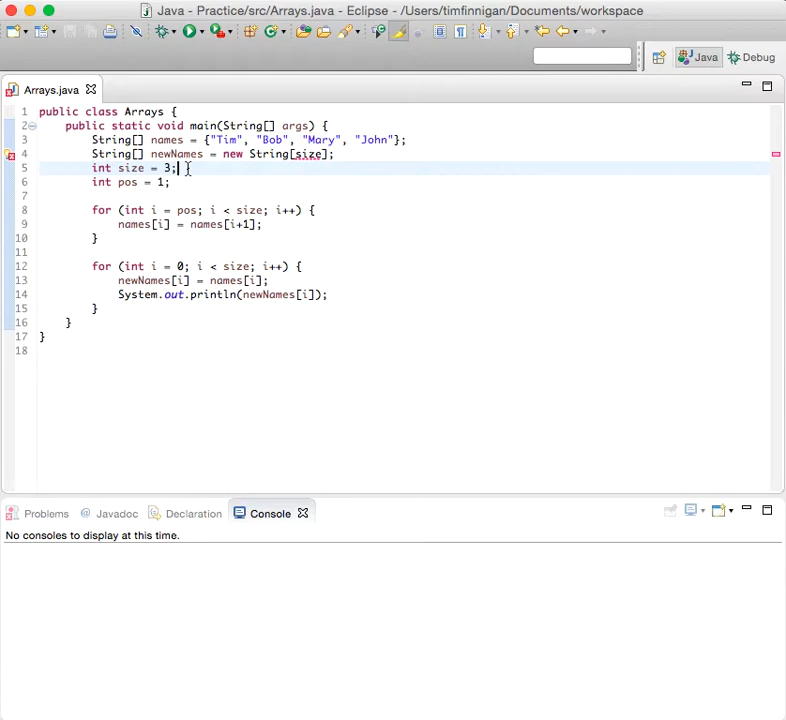 Java - Practice/src/Arrays.java - Eclipse - /Users/timfinnigan/Documents/workspace
Java
Debug
Arrays.java
1 public class Arrays {
2 public static void main(String[] args) {
3 String[] names = {"Tim", "Bob", "Mary", "John"};
4 String[] newNames = new String[size];
5 int size = 3;
6 int pos = 1;
7
8 for (int i = pos; i < size; i++) {
9 names[i] = names[i+1];
10 }
11
12 for (int i = 0; i < size; i++) {
13 newNames[i] = names[i];
14 System.out.println(newNames[i]);
15 }
16 }
17 }
18
Problems @ Javadoc Declaration Console
No consoles to display at this time.